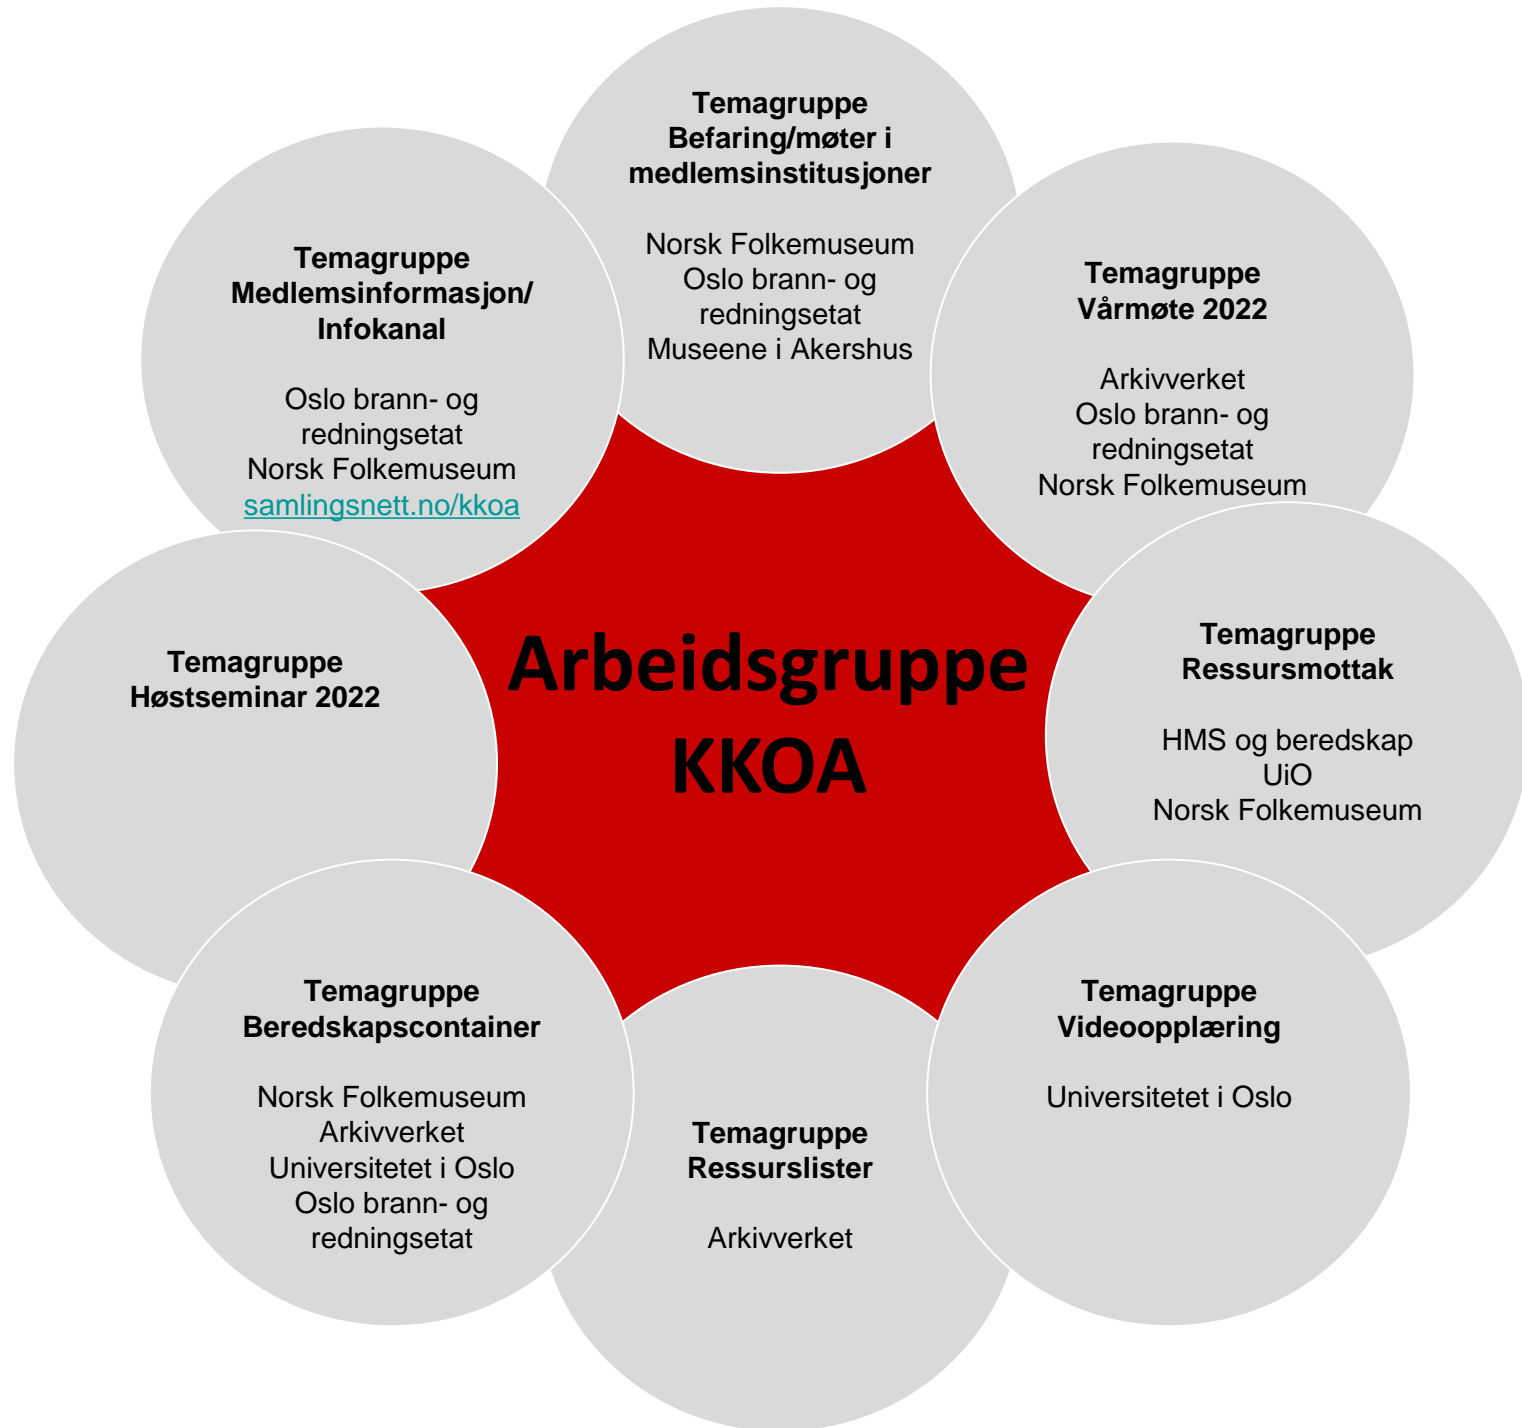 Temagruppe
Befaring/møter i
medlemsinstitusjoner
Norsk Folkemuseum
Oslo brann- og
redningsetat
Museene i Akershus
Temagruppe
Vårmøte 2022
Arkivverket
Oslo brann- og
redningsetat
Norsk Folkemuseum
Temagruppe
Ressursmottak
HMS og beredskap
UiO
Norsk Folkemuseum
Temagruppe
Videoopplæring
Universitetet i Oslo
Temagruppe
Ressurslister
Arkivverket
Temagruppe
Beredskapscontainer
Norsk Folkemuseum
Arkivverket
Universitetet i Oslo
Oslo brann- og
redningsetat
Temagruppe
Høstseminar 2022
Temagruppe
Medlemsinformasjon/
Infokanal
Oslo brann- og
redningsetat
Norsk Folkemuseum
samlingsnett.no/kkoa
Arbeidsgruppe
KKOA